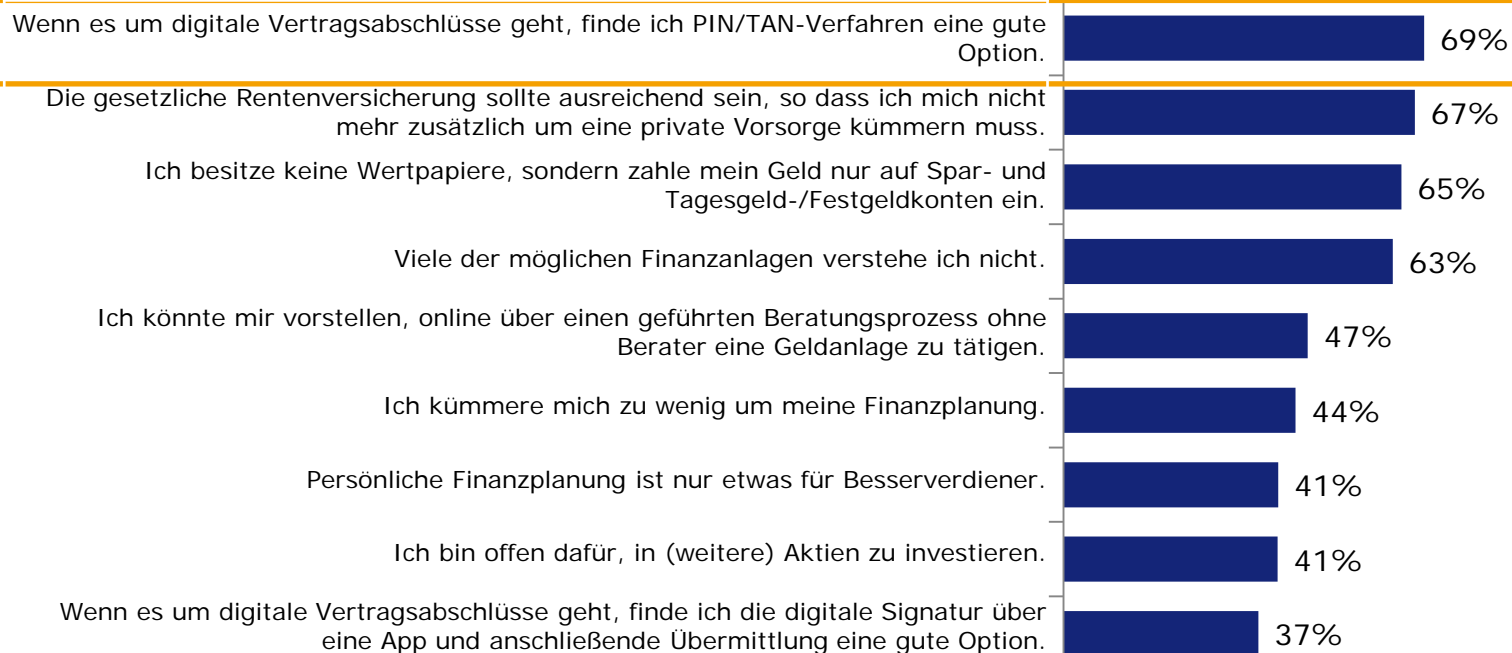 Wenn es um digitale Vertragsabschlüsse geht, finde ich PIN/TAN-Verfahren eine gute
Option.
69%
Die gesetzliche Rentenversicherung sollte ausreichend sein, so dass ich mich nicht
mehr zusätzlich um eine private Vorsorge kümmern muss.
67%
Ich besitze keine Wertpapiere, sondern zahle mein Geld nur auf Spar- und
Tagesgeld-/Festgeldkonten ein.
65%
Viele der möglichen Finanzanlagen verstehe ich nicht.
63%
Ich könnte mir vorstellen, online über einen geführten Beratungsprozess ohne
Berater eine Geldanlage zu tätigen.
47%
Ich kümmere mich zu wenig um meine Finanzplanung.
44%
Persönliche Finanzplanung ist nur etwas für Besserverdiener.
41%
Ich bin offen dafür, in (weitere) Aktien zu investieren.
41%
Wenn es um digitale Vertragsabschlüsse geht, finde ich die digitale Signatur über
eine App und anschließende Übermittlung eine gute Option.
37%